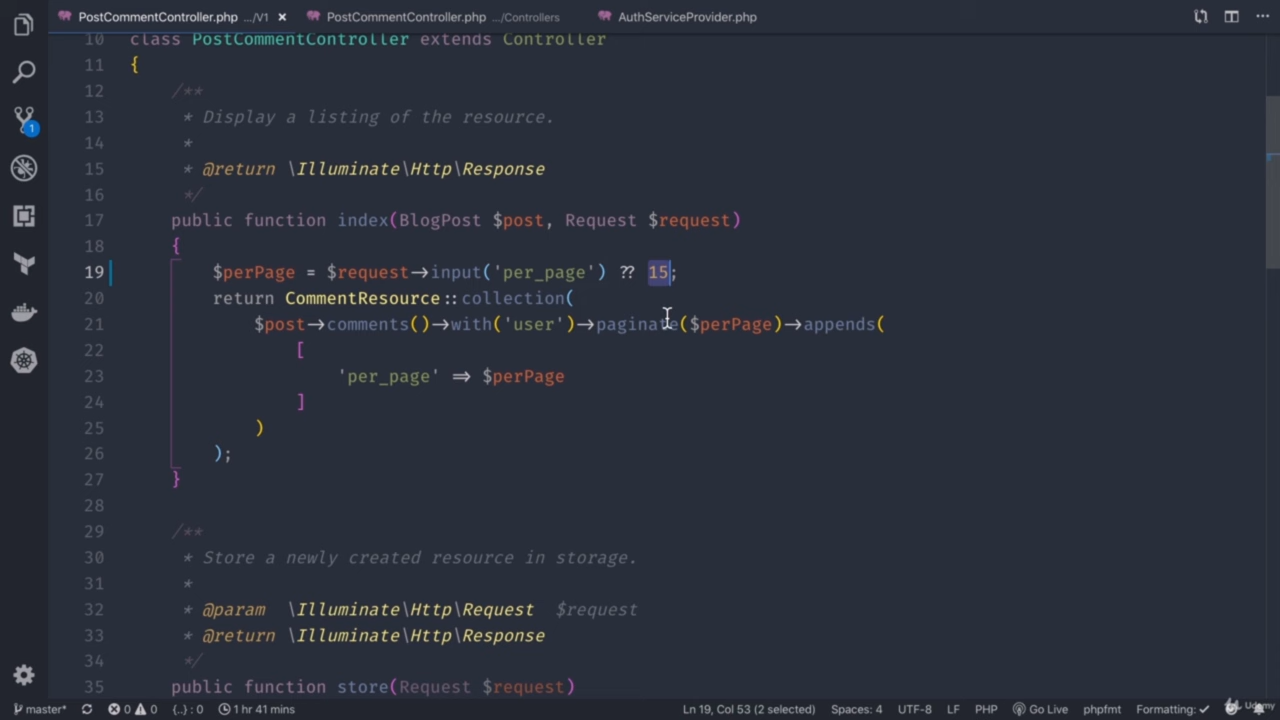 PostCommentController.php .../V1 × PostCommentController.php .../Controllers AuthServiceProvider.php ...
10 class PostCommentController extends Controller
11 {
12 /**
13 * Display a listing of the resource.
14 *
15 * @return \Illuminate\Http\Response
16 */
17 public function index(BlogPost $post, Request $request)
18 {
19 $perPage = $request->input('per_page') ?? 15;
20 return CommentResource::collection(
21 $post->comments()->with('user')->paginate($perPage)->appends(
22 [
23 'per_page' => $perPage
24 ]
25 )
26 );
27 }
28
29 /**
30 * Store a newly created resource in storage.
31 *
32 * @param \Illuminate\Http\Request $request
33 * @return \Illuminate\Http\Response
34 */
35 public function store(Request $request)
1
master* 0 0 {..} : 0 1 hr 41 mins Ln 19, Col 53 (2 selected) Spaces: 4 UTF-8 LF PHP Go Live phpfmt Formatting: ✓
Udemy